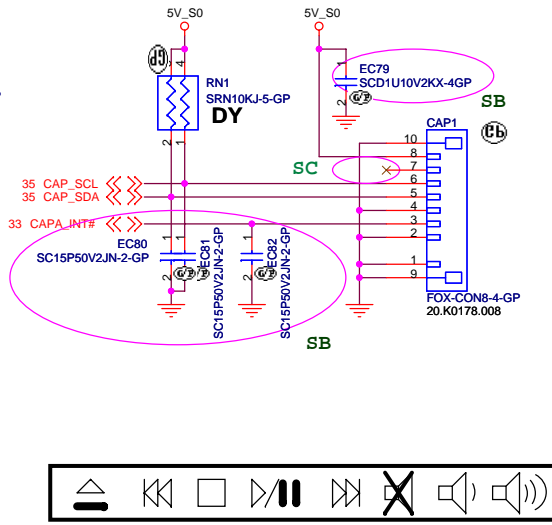 5V_S0
5V_S0
GP
4
1
EC79
RN1
SCD1U10V2KX-4GP
SRN10KJ-5-GP
DY
2
G/P
SB
CAP1
10
8
SC
7
2
1
35 CAP_SCL
6
35 CAP_SDA
5
4
33 CAPA_INT#
3
2
EC80
1
1
1
SC15P50V2JN-2-GP
EC81
SC15P50V2JN-2-GP
EC82
SC15P50V2JN-2-GP
2
2
2
G/P
G/P
1
9
FOX-CON8-4-GP
20.K0178.008
SB